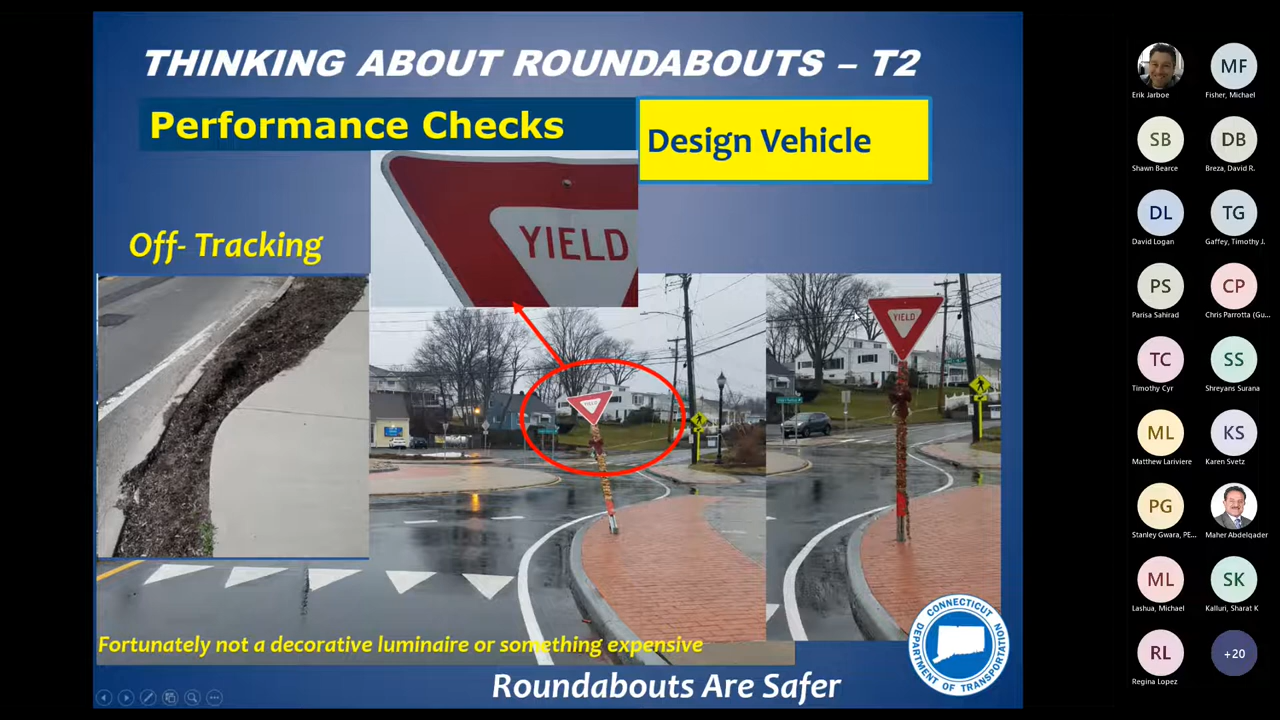 THINKING ABOUT ROUNDABOUTS – T2
Performance Checks
Design Vehicle
Off- Tracking
YIELD
YIELD
YIELD
Fortunately not a decorative luminaire or something expensive
Roundabouts Are Safer
CONNECTICUT
DEPARTMENT OF TRANSPORTATION
MF
Erik Jarboe
Fisher, Michael
SB
DB
Shawn Bearce
Breza, David R.
DL
TG
David Logan
Gaffey, Timothy J.
PS
CP
Parisa Sahirad
Chris Parrotta (Gu...
TC
SS
Timothy Cyr
Shreyans Surana
ML
KS
Matthew Lariviere
Karen Svetz
PG
Stanley Gwara, PE...
Maher Abdelqader
ML
SK
Lashua, Michael
Kalluri, Sharat K
RL
+20
Regina Lopez